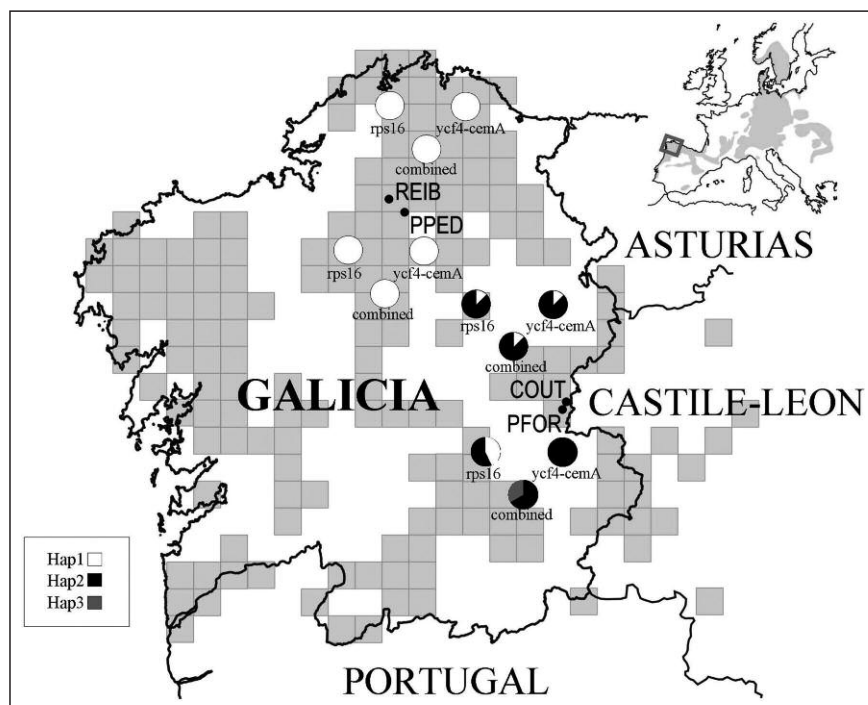 rps16
ycf4-cemA
combined
REIB
PPED
ASTURIAS
rps16
ycf4-cemA
combined
rps16
ycf4-cemA
combined
GALICIA
COUT
CASTILE-LEON
PFOR
rps16
ycf4-cemA
combined
Hap1
Hap2
Hap3
PORTUGAL